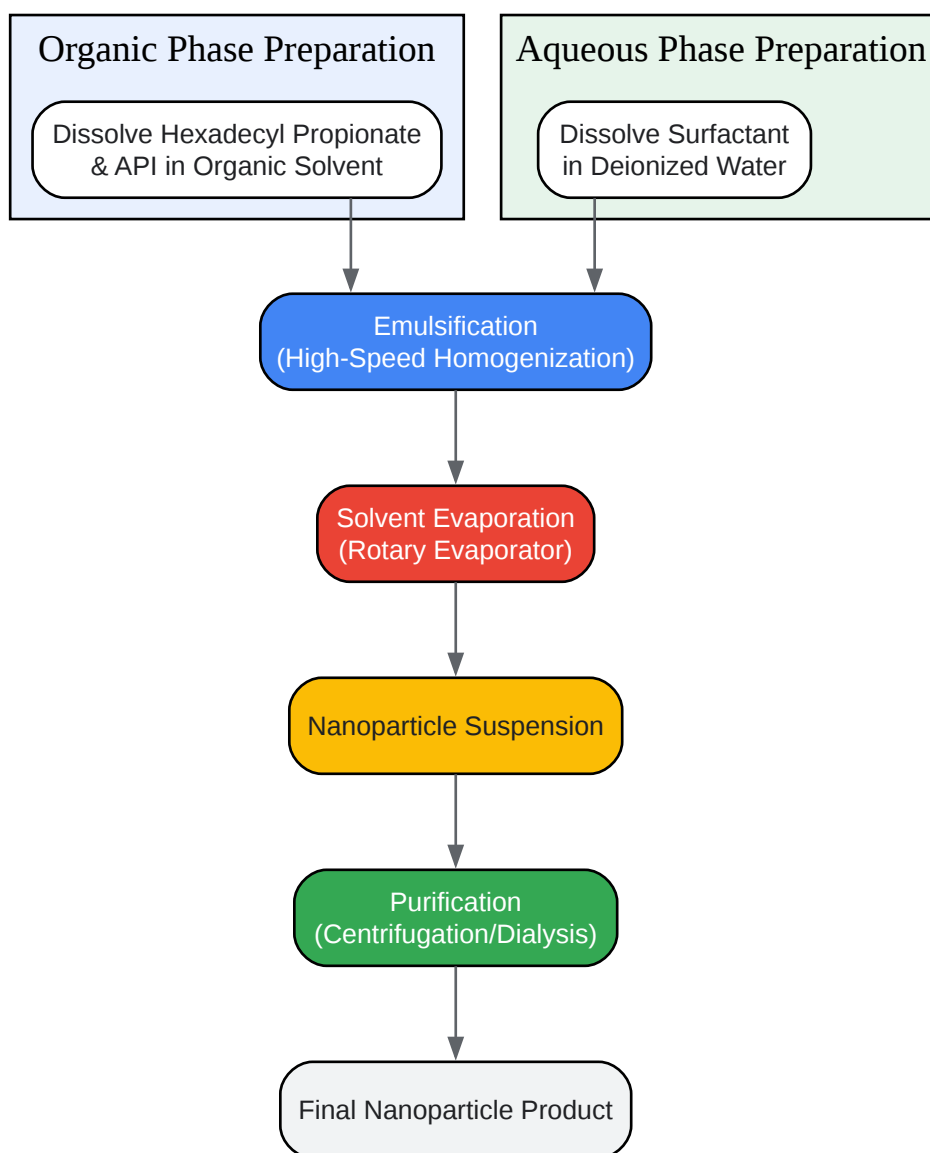 Organic Phase Preparation
Dissolve Hexadecyl Propionate
& API in Organic Solvent
Aqueous Phase Preparation
Dissolve Surfactant
in Deionized Water
Emulsification
(High-Speed Homogenization)
Solvent Evaporation
(Rotary Evaporator)
Nanoparticle Suspension
Purification
(Centrifugation/Dialysis)
Final Nanoparticle Product